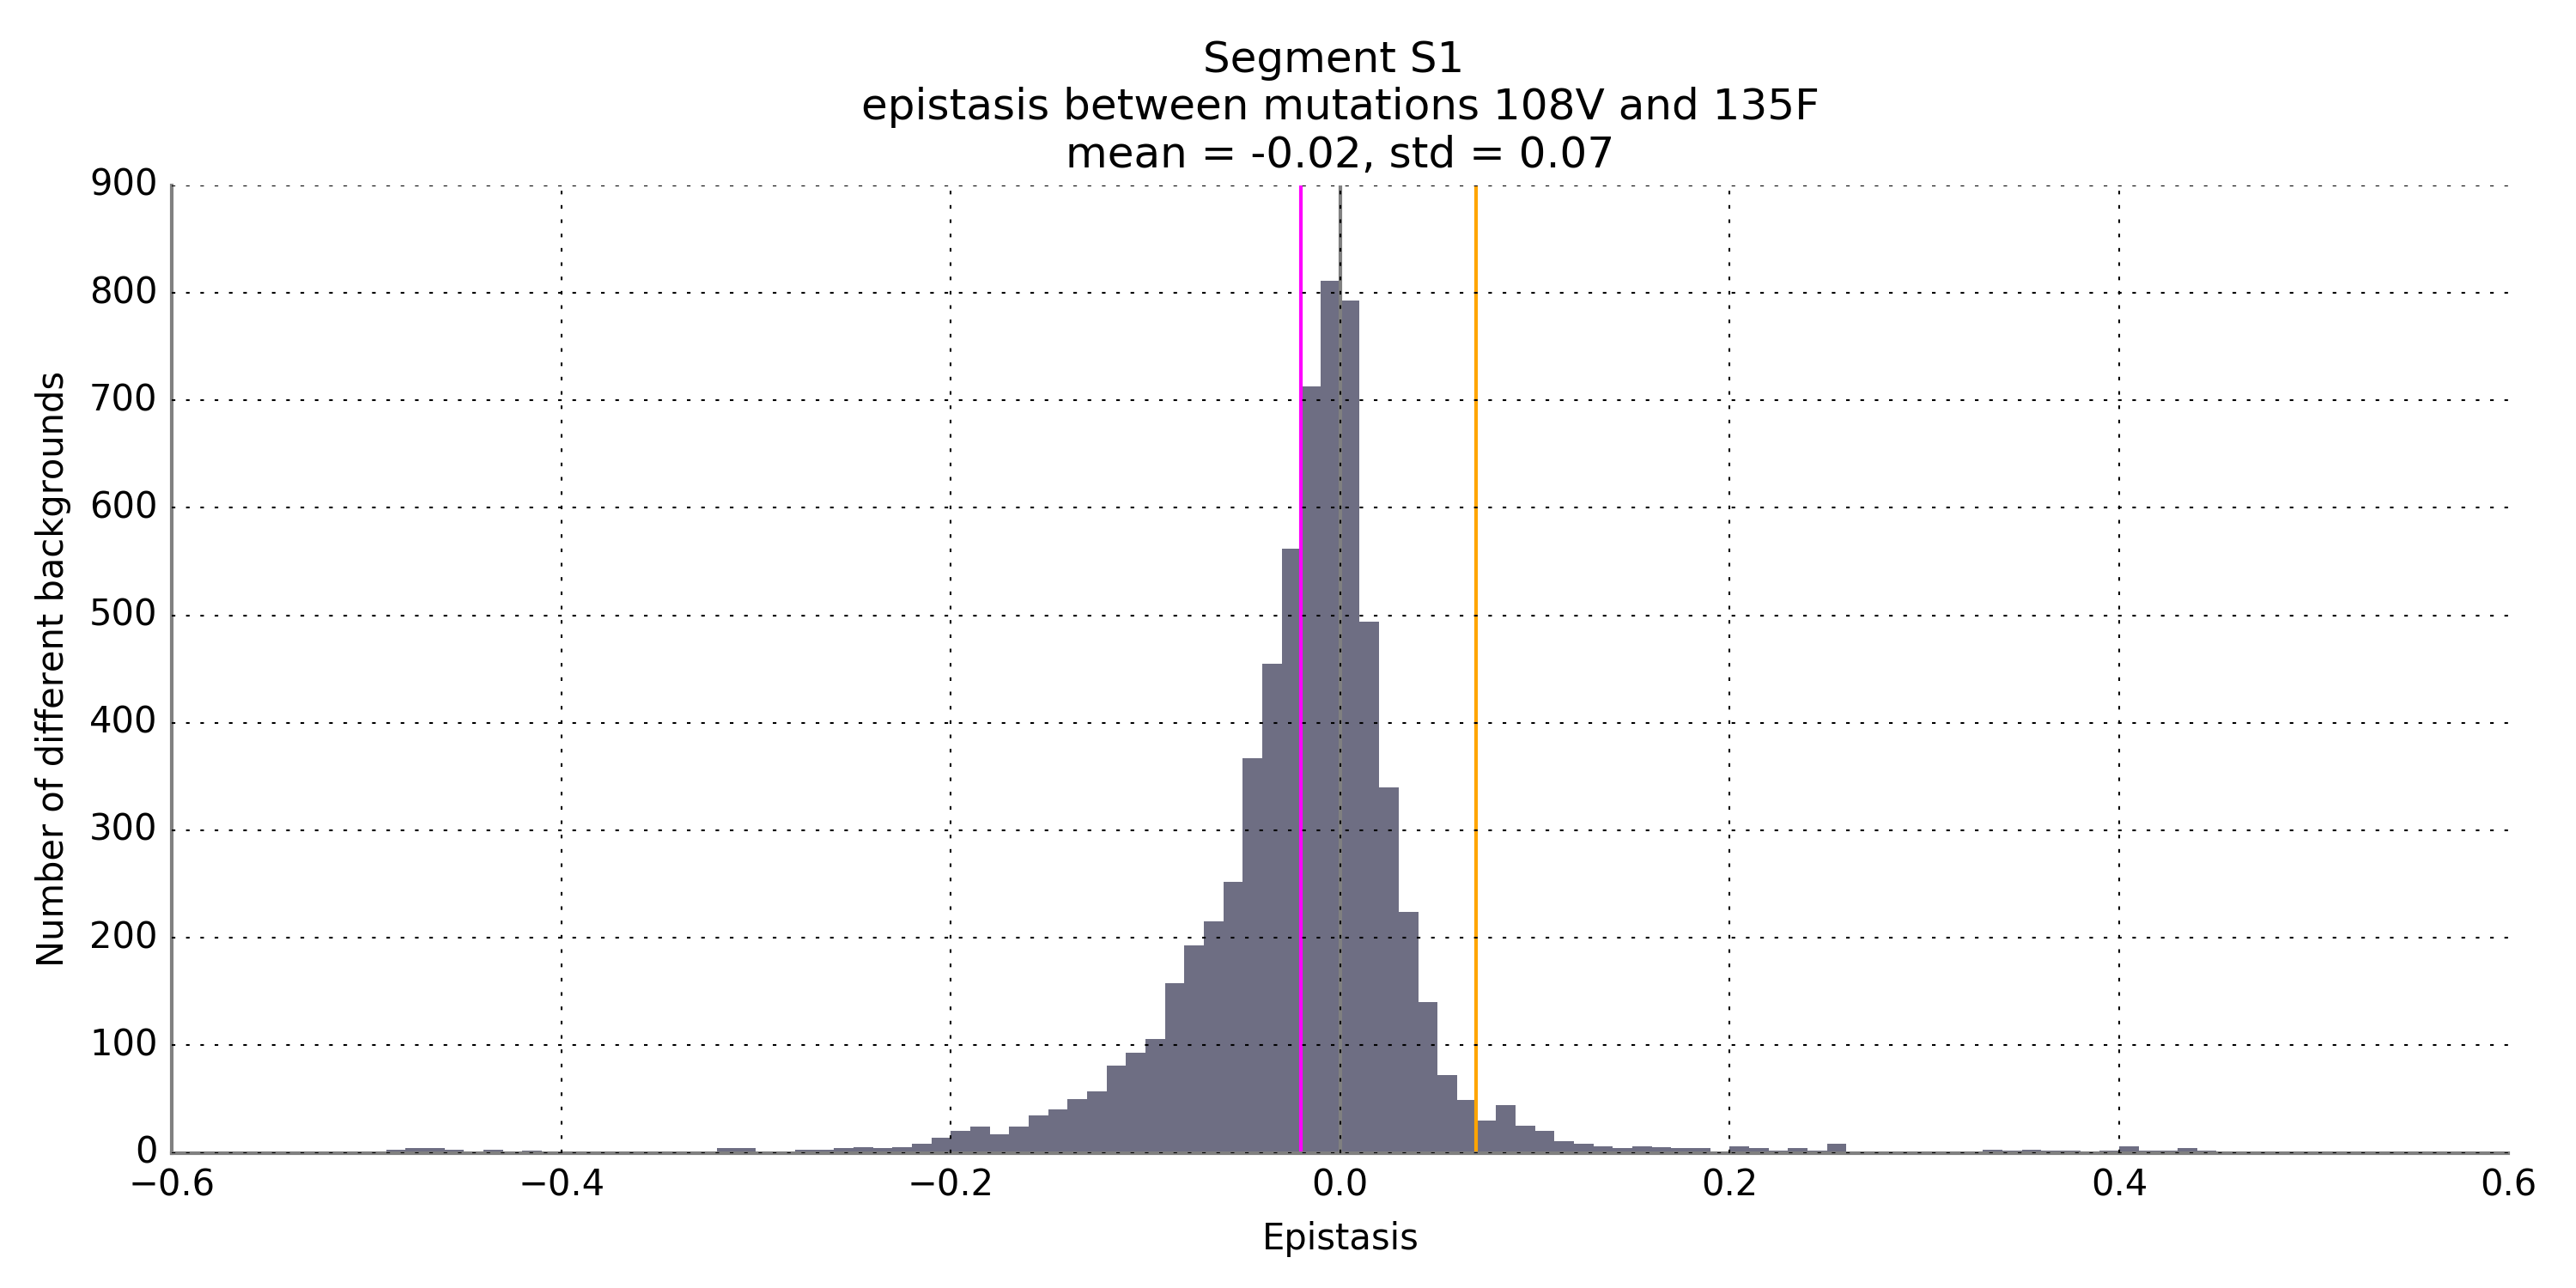 Segment S1
epistasis between mutations 108V and 135F
mean = -0.02, std = 0.07
900
800
700
600
500
400
300
200
100
0
Number of different backgrounds
−0.6 −0.4 −0.2 0.0 0.2 0.4 0.6
Epistasis